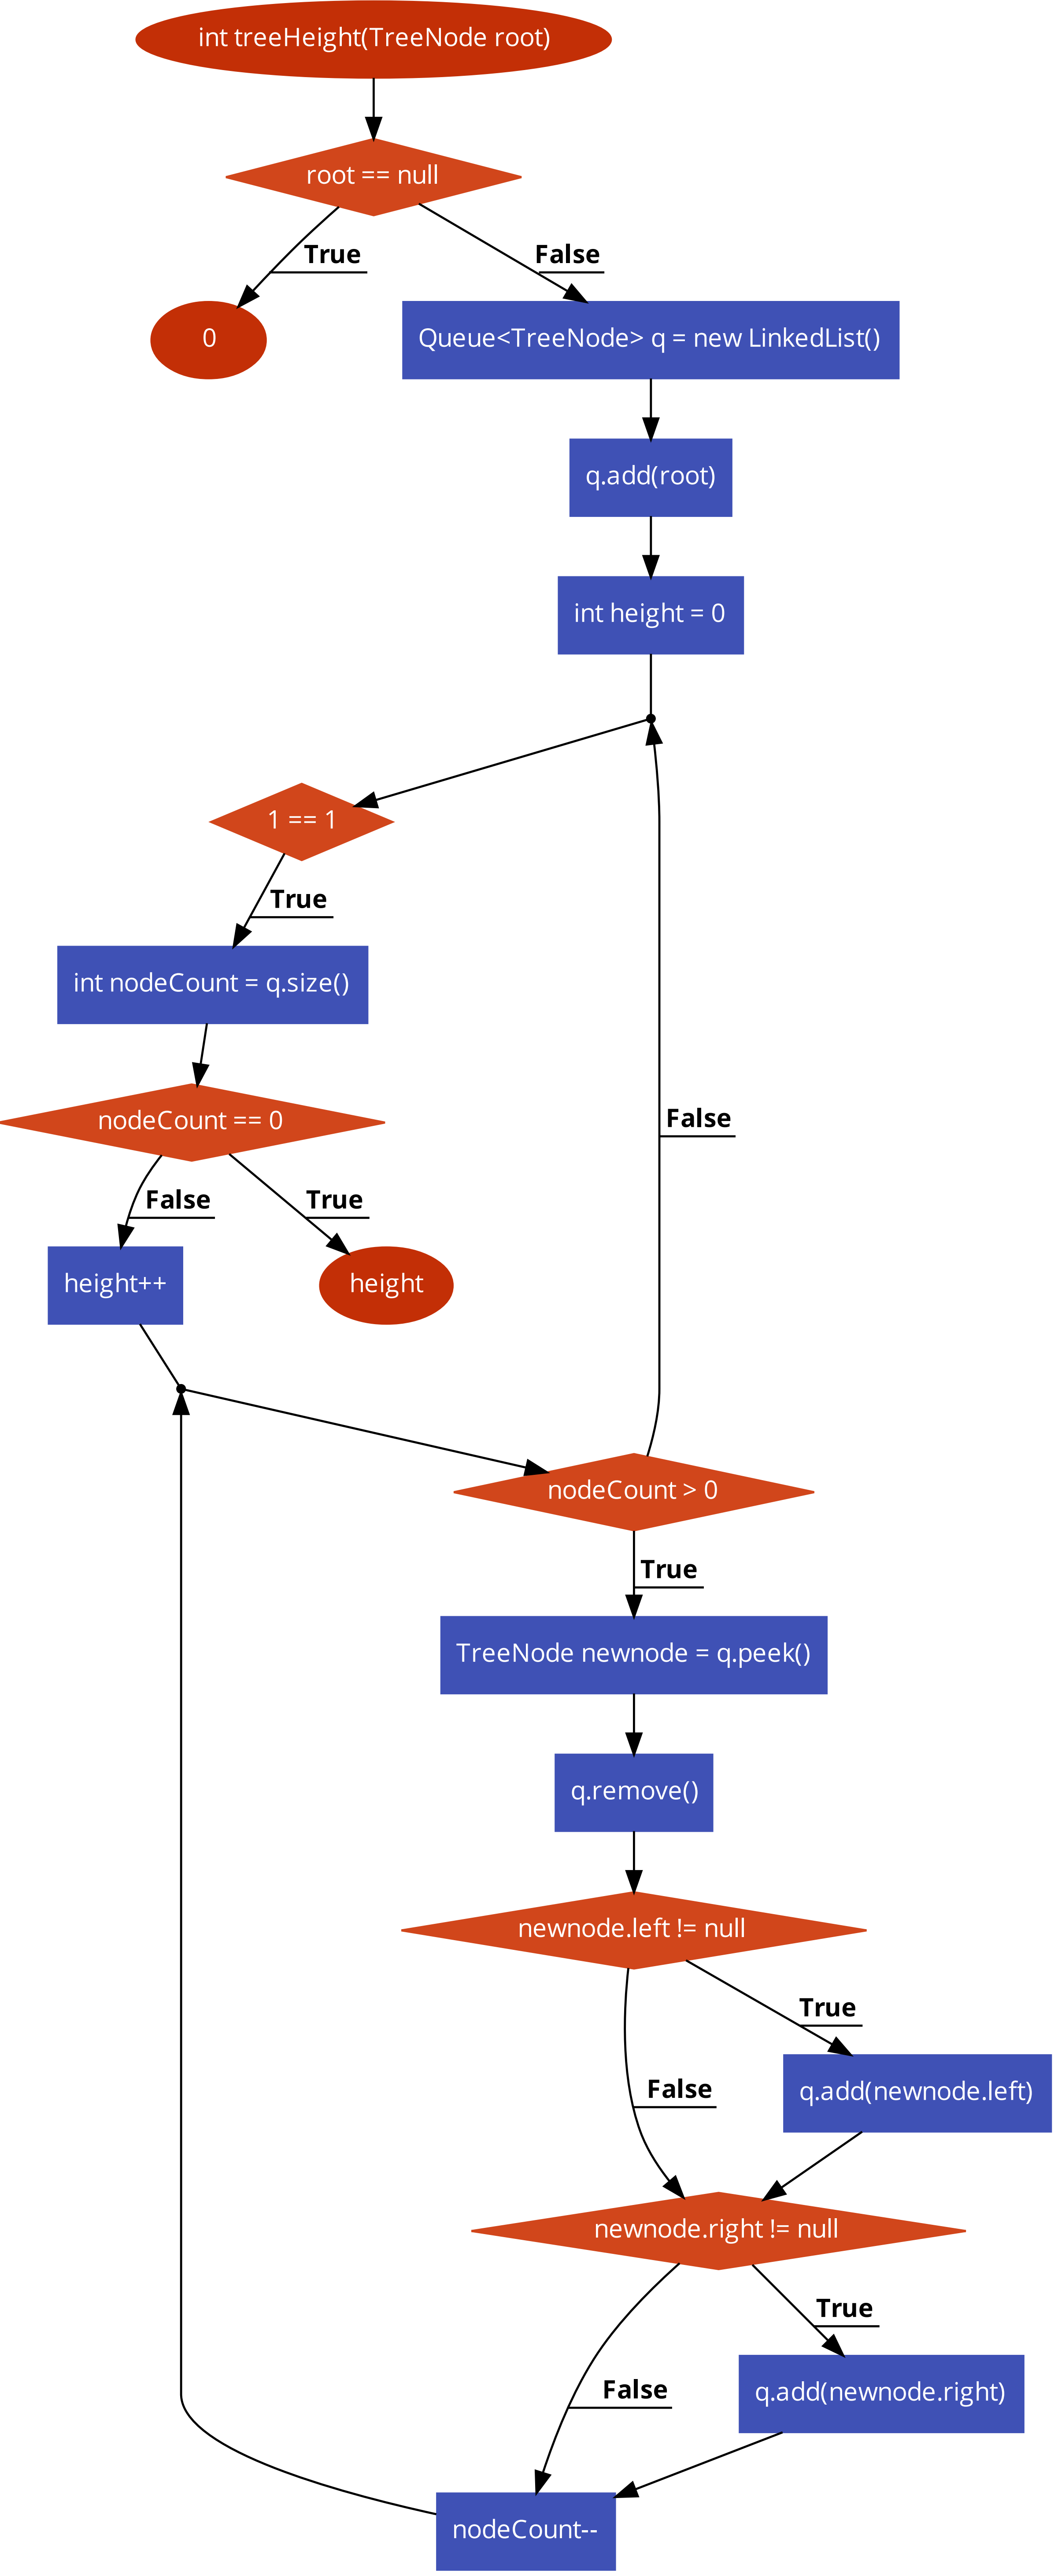 int treeHeight(TreeNode root)
root == null
True
False
0
Queue<TreeNode> q = new LinkedList()
q.add(root)
int height = 0
1 == 1
True
int nodeCount = q.size()
nodeCount == 0
False
True
False
height++
height
nodeCount > 0
True
TreeNode newnode = q.peek()
q.remove()
newnode.left != null
True
False
q.add(newnode.left)
newnode.right != null
True
False
q.add(newnode.right)
nodeCount--